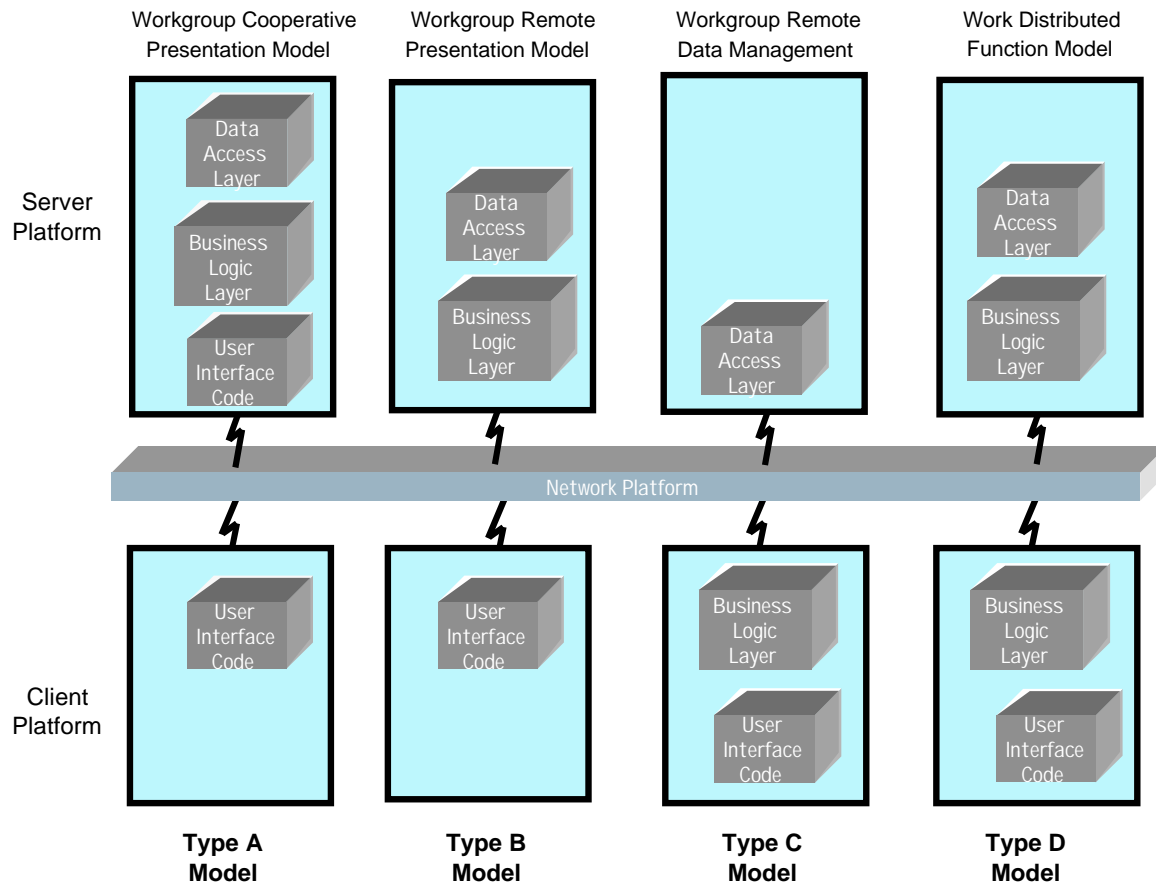 Workgroup Cooperative
Presentation Model
Workgroup Remote
Presentation Model
Workgroup Remote
Data Management
Work Distributed
Function Model
Server
Platform
Data
Access
Layer
Business
Logic
Layer
User
Interface
Code
Data
Access
Layer
Business
Logic
Layer
Data
Access
Layer
Data
Access
Layer
Business
Logic
Layer
Network Platform
Client
Platform
User
Interface
Code
User
Interface
Code
Business
Logic
Layer
User
Interface
Code
Business
Logic
Layer
User
Interface
Code
Type A
Model
Type B
Model
Type C
Model
Type D
Model